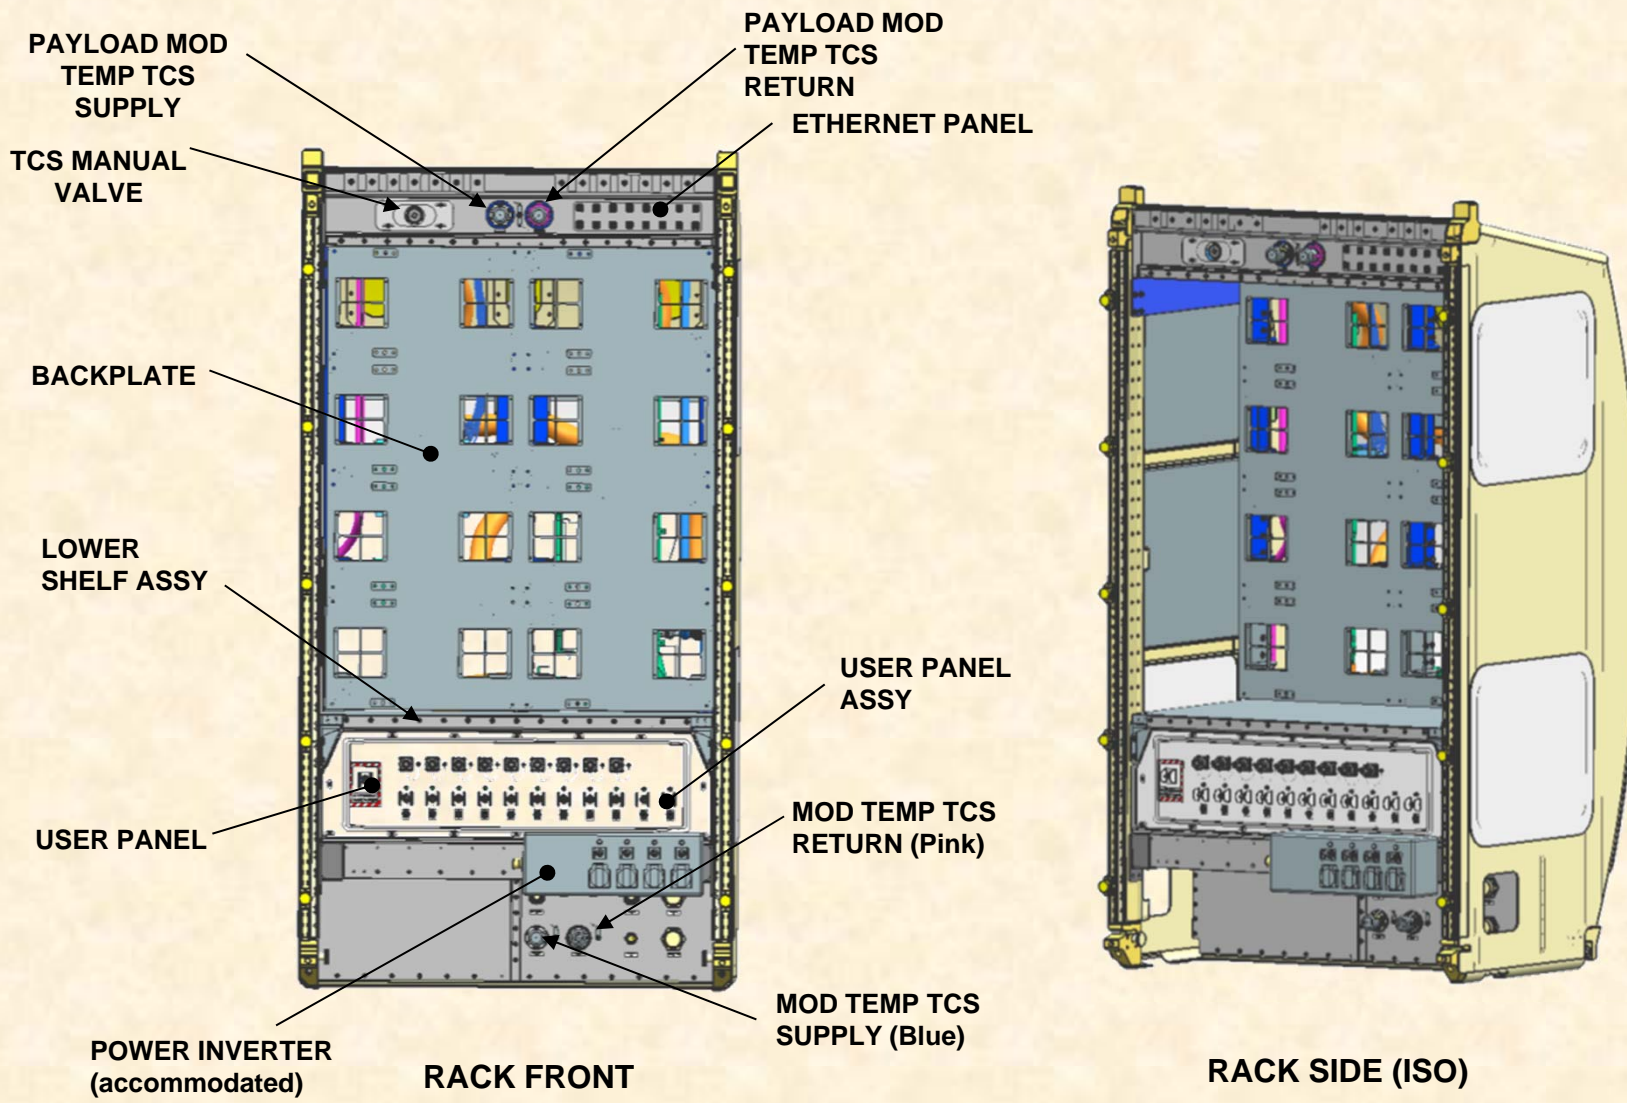 PAYLOAD MOD
TEMP TCS
SUPPLY
PAYLOAD MOD
TEMP TCS
RETURN
ETHERNET PANEL
TCS MANUAL
VALVE
BACKPLATE
LOWER
SHELF ASSY
USER PANEL
ASSY
USER PANEL
MOD TEMP TCS
RETURN (Pink)
MOD TEMP TCS
SUPPLY (Blue)
POWER INVERTER
(accommodated)
RACK FRONT
RACK SIDE (ISO)